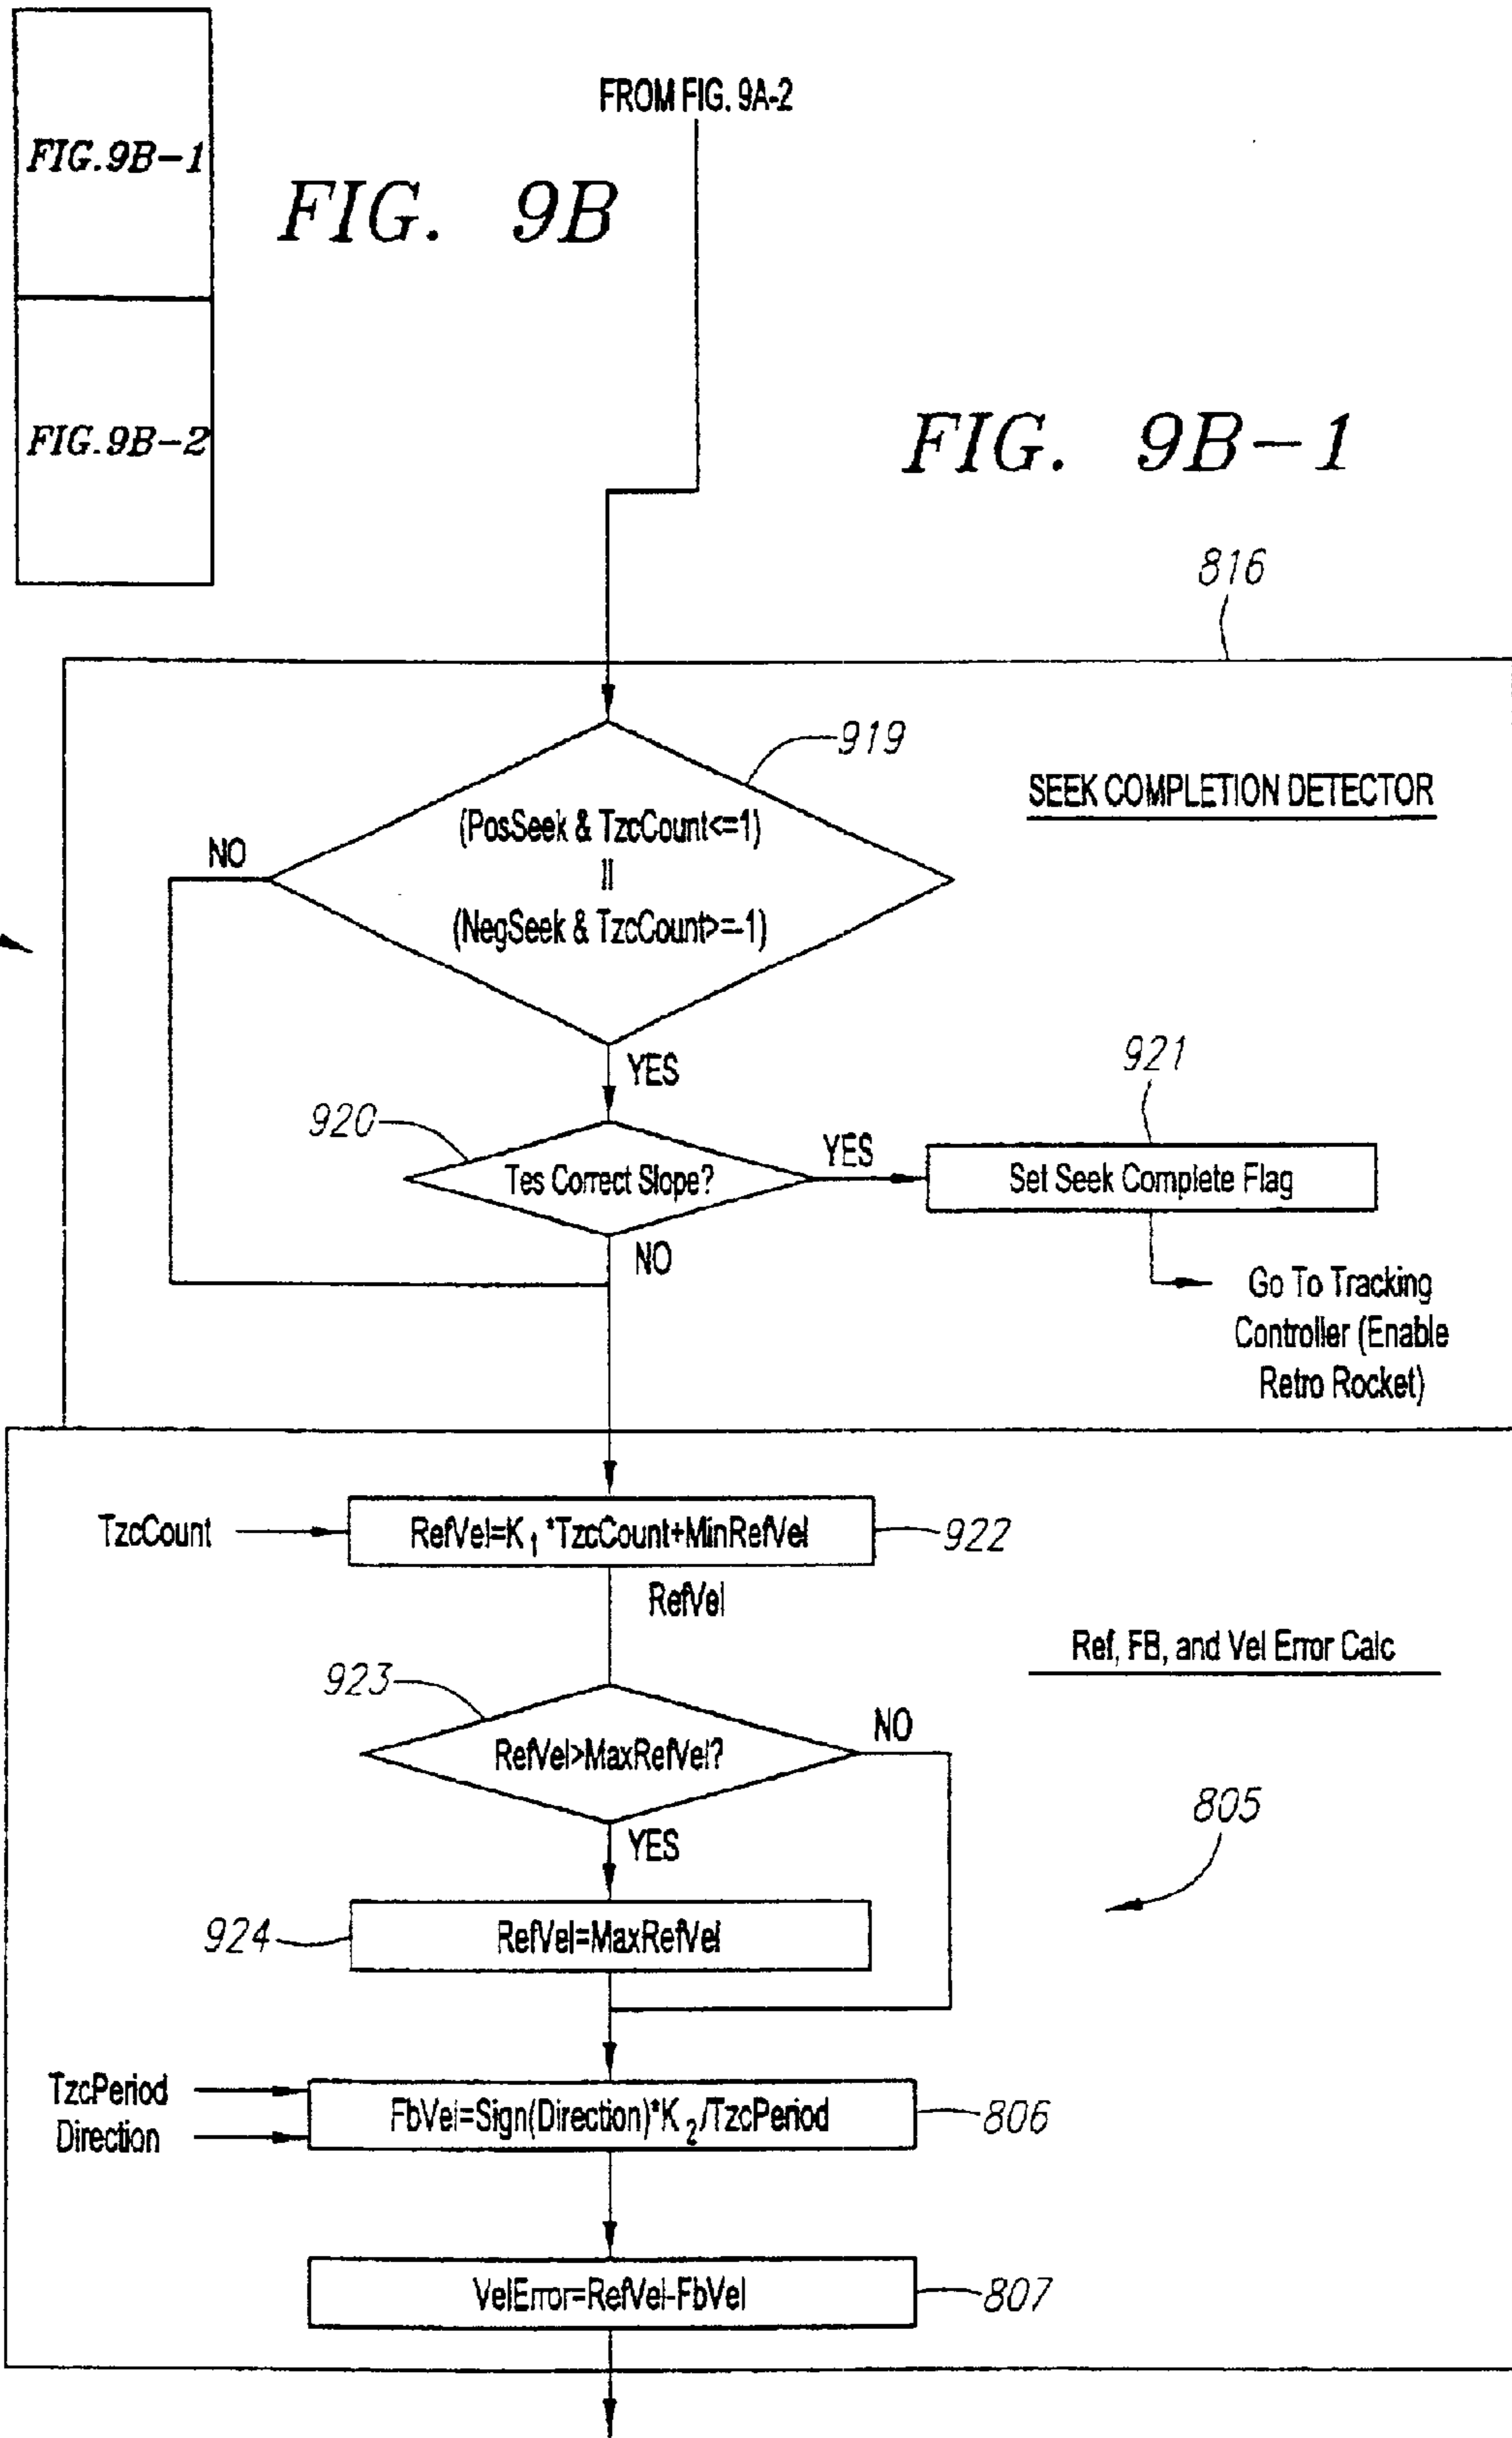 FIG.9B-1
FIG.9B-2
FIG. 9B
FROM FIG. 9A-2
FIG. 9B-1
816
SEEK COMPLETION DETECTOR
919
(PosSeek & TzcCount<=1)
||
(NegSeek & TzcCount>=-1)
NO
YES
920
Tes Correct Slope?
YES
921
Set Seek Complete Flag
NO
Go To Tracking
Controller (Enable
Retro Rocket)
TzcCount
RefVel=K1*TzcCount+MinRefVel
922
RefVel
Ref, FB, and Vel Error Calc
923
RefVel>MaxRefVel?
NO
YES
805
924
RefVel=MaxRefVel
TzcPeriod
Direction
FbVel=Sign(Direction)*K2/TzcPeriod
806
VelError=RefVel-FbVel
807